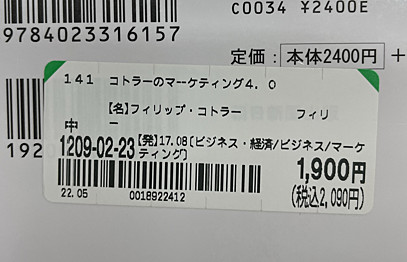 C0034 ¥2400E
9784023316157
定価：本体2400円＋
141 コトラーのマーケティング4.0
【名】フィリップ・コトラー フィリ
中 ー
1209-02-23 【発】17.08〔ビジネス・経済/ビジネス/マーケ
ティング〕
192
1,900円
(税込2,090円)
22.05 0018922412